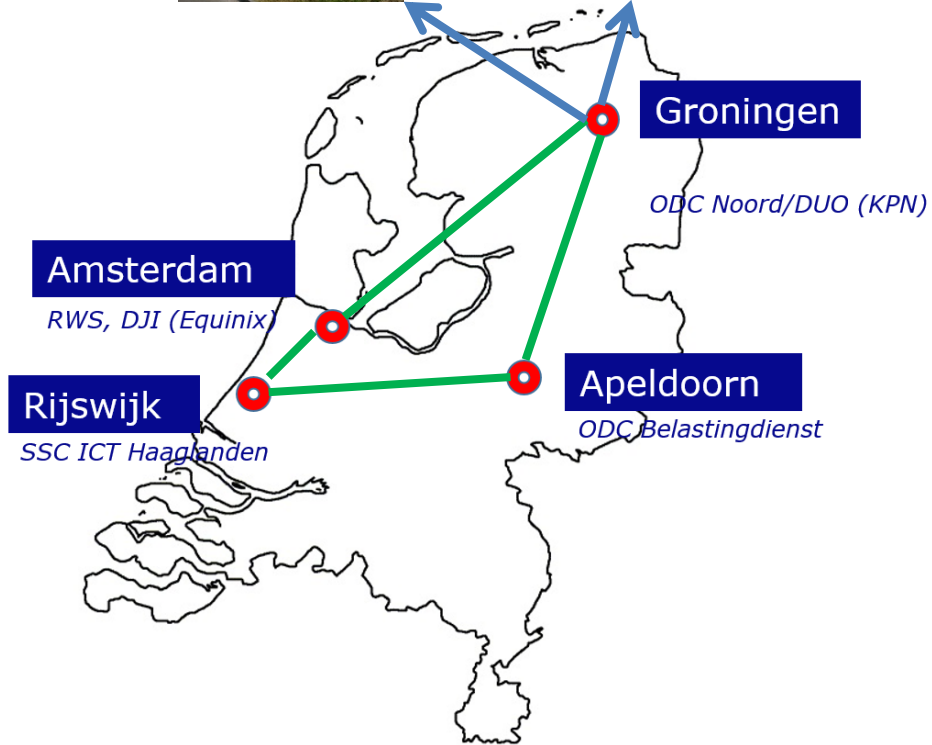 Groningen
ODC Noord/DUO (KPN)
Amsterdam
RWS, DJI (Equinix)
Apeldoorn
ODC Belastingdienst
Rijswijk
SSC ICT Haaglanden